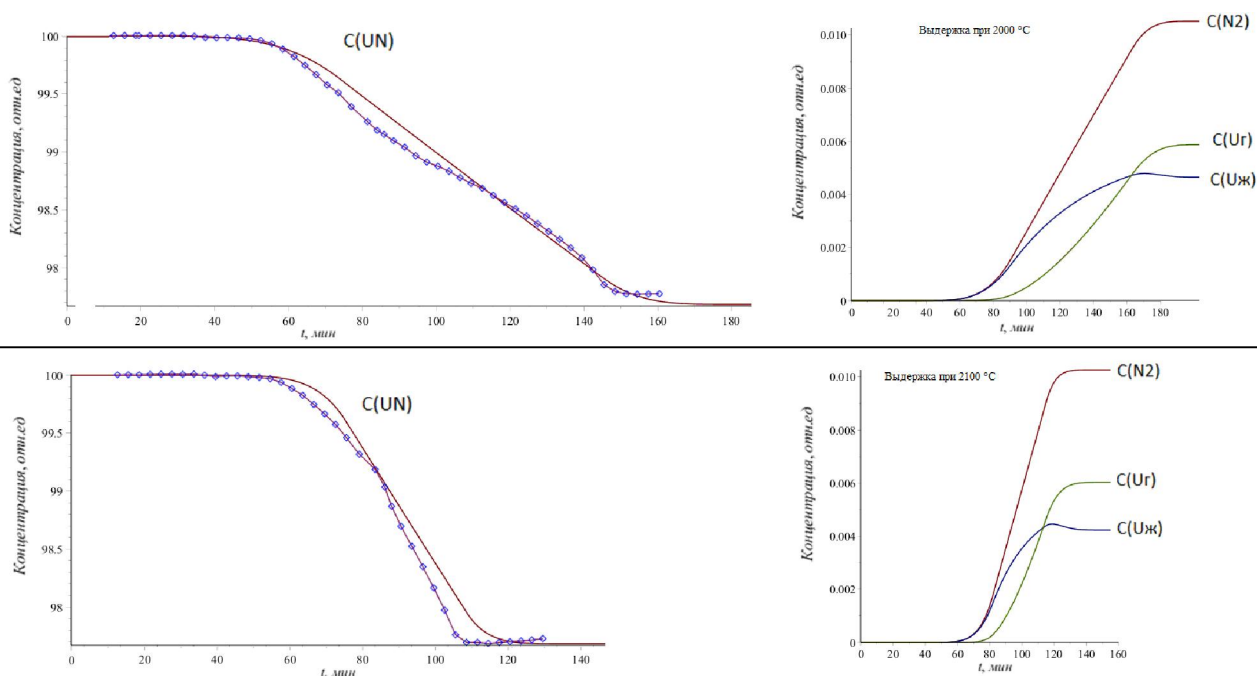 C(UN)
Концентрация, отн.ед
100
99.5
99
98.5
98
0 20 40 60 80 100 120 140 160 180
t, мин
Выдержка при 2000 °C
C(N2)
C(Uг)
C(Uж)
Концентрация, отн.ед
0.010
0.008
0.006
0.004
0.002
0
0 20 40 60 80 100 120 140 160 180
t, мин
C(UN)
Концентрация, отн.ед
100
99.5
99
98.5
98
0 20 40 60 80 100 120 140
t, мин
Выдержка при 2100 °C
C(N2)
C(Uг)
C(Uж)
Концентрация, отн.ед
0.010
0.008
0.006
0.004
0.002
0
0 20 40 60 80 100 120 140 160
t, мин